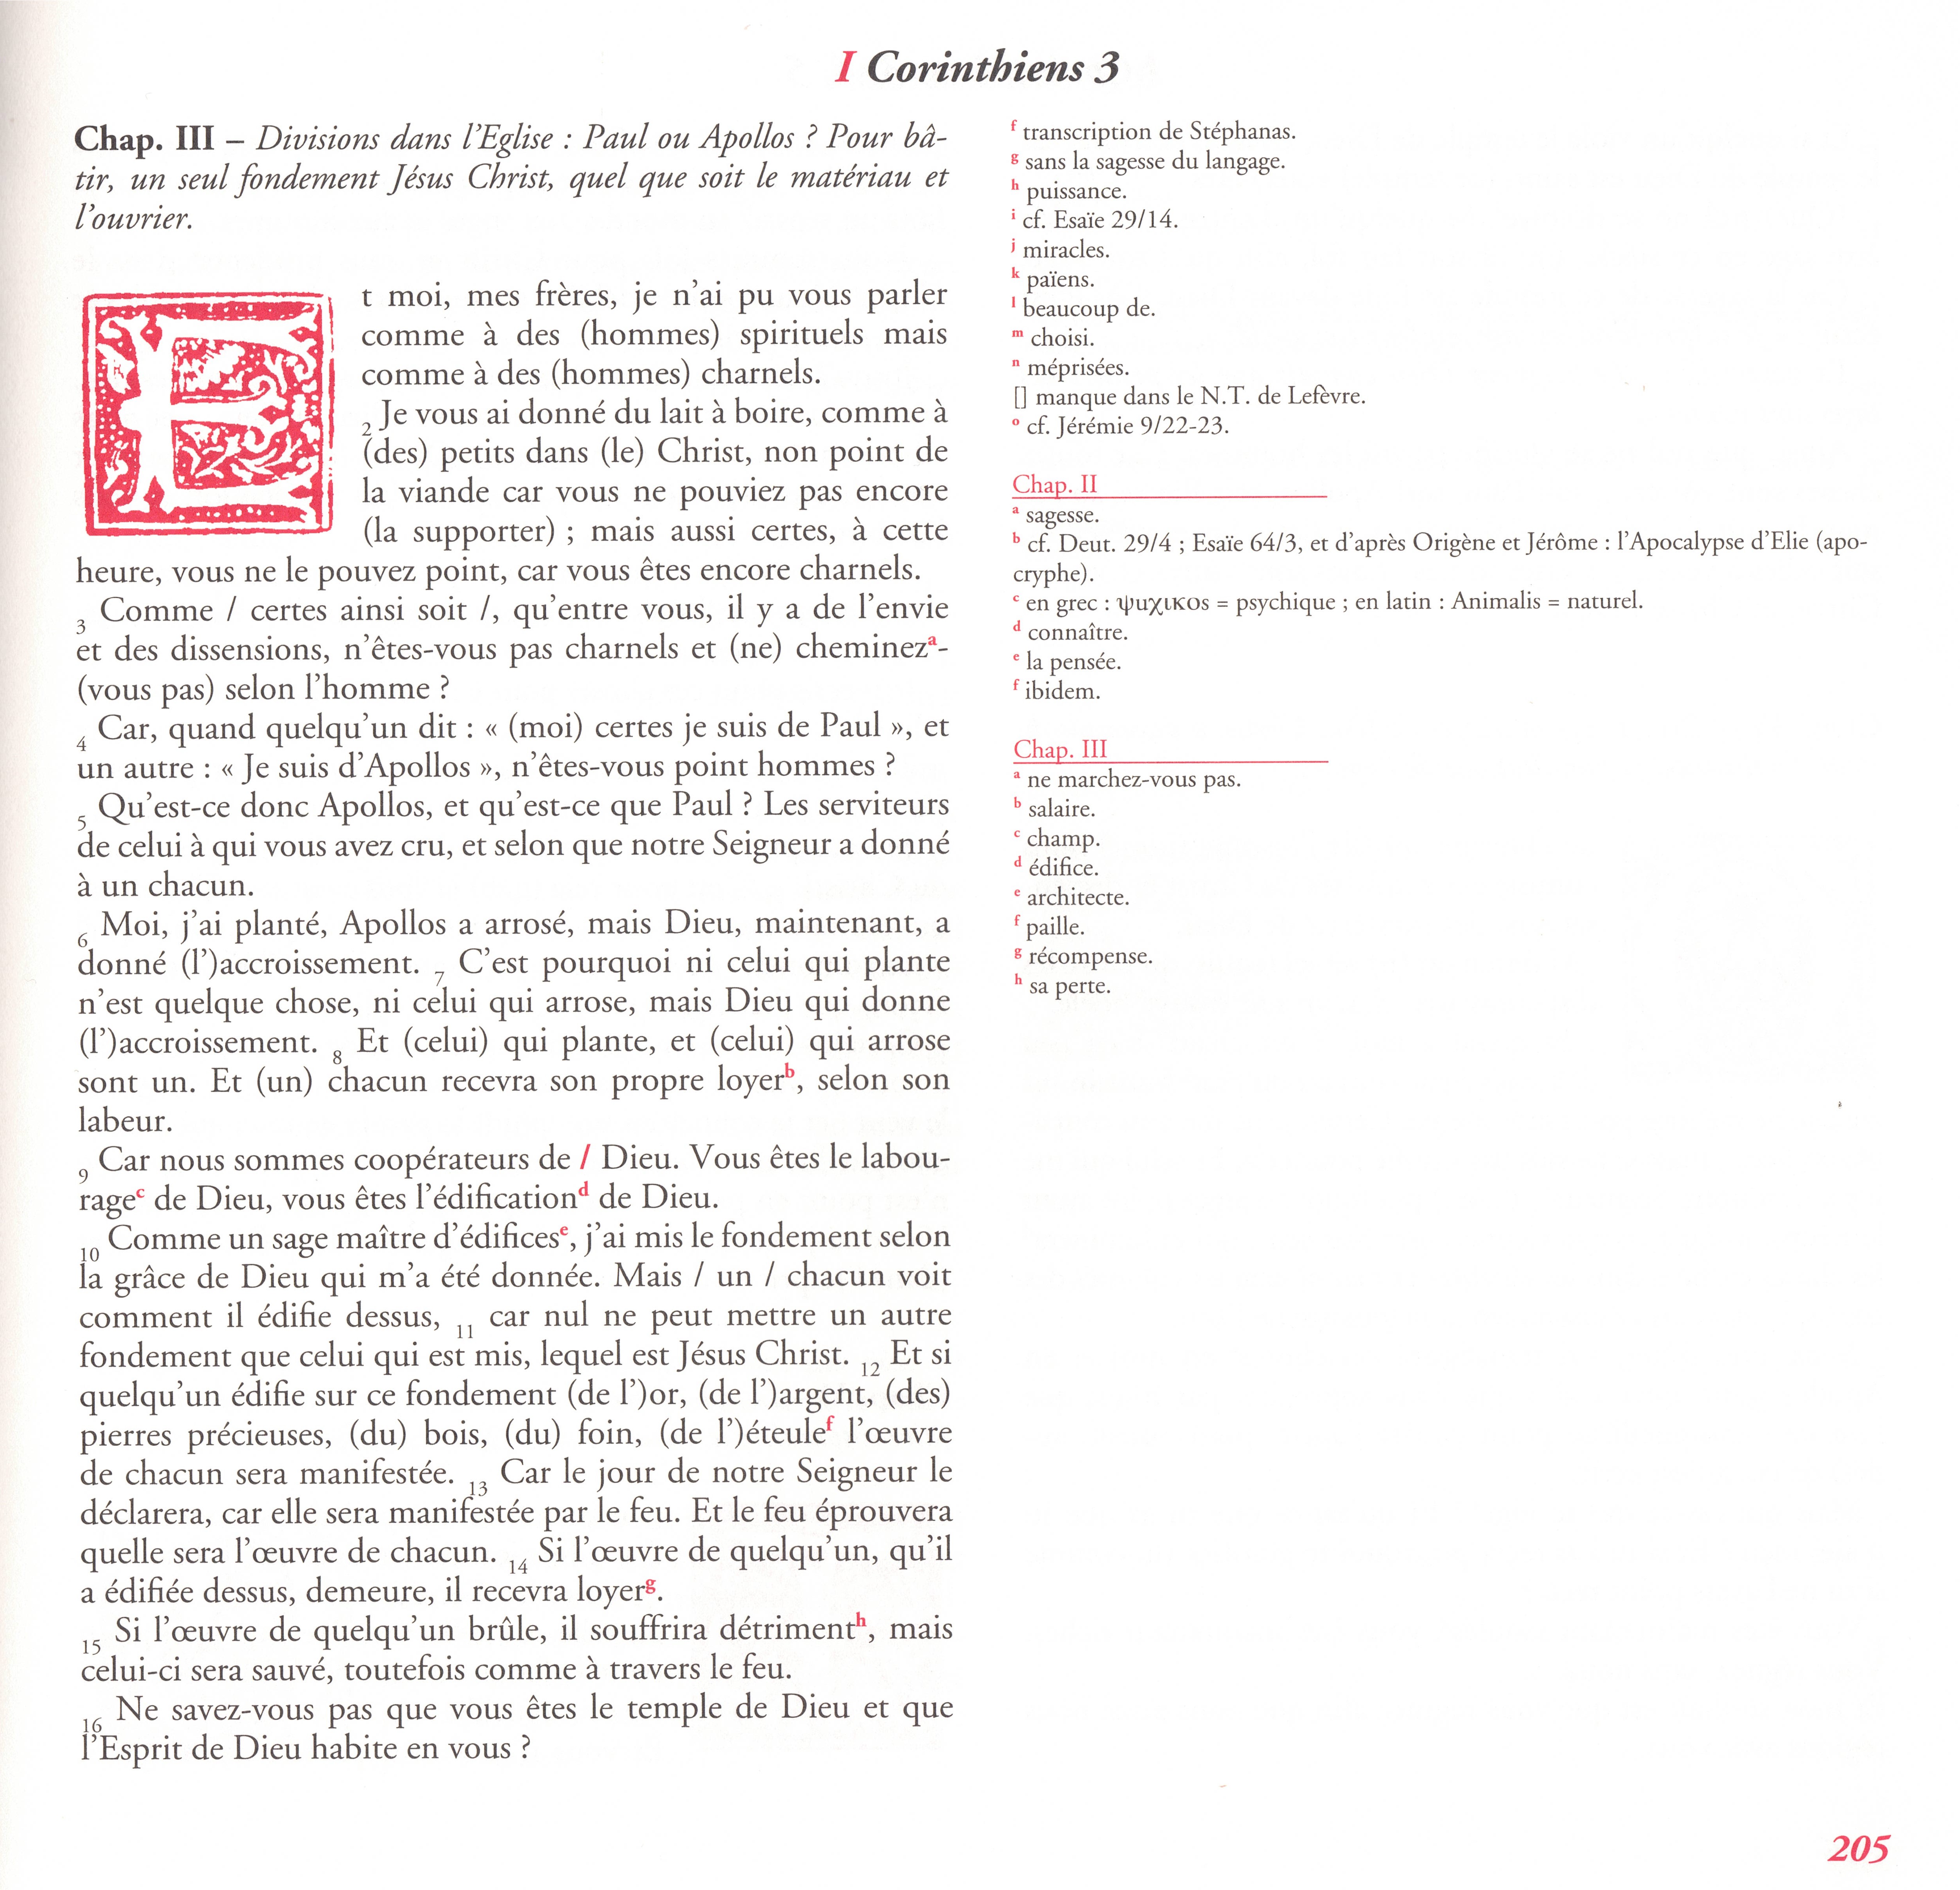 I Corinthiens 3
Chap. III – Divisions dans l’Eglise : Paul ou Apollos ? Pour bâ-
tir, un seul fondement Jésus Christ, quel que soit le matériau et
l’ouvrier.
Et moi, mes frères, je n’ai pu vous parler
comme à des (hommes) spirituels mais
comme à des (hommes) charnels.
2 Je vous ai donné du lait à boire, comme à
(des) petits dans (le) Christ, non point de
la viande car vous ne pouviez pas encore
(la supporter) ; mais aussi certes, à cette
heure, vous ne le pouvez point, car vous êtes encore charnels.
3 Comme / certes ainsi soit /, qu’entre vous, il y a de l’envie
et des dissensions, n’êtes-vous pas charnels et (ne) cheminezᵃ-
(vous pas) selon l’homme ?
4 Car, quand quelqu’un dit : « (moi) certes je suis de Paul », et
un autre : « Je suis d’Apollos », n’êtes-vous point hommes ?
5 Qu’est-ce donc Apollos, et qu’est-ce que Paul ? Les serviteurs
de celui à qui vous avez cru, et selon que notre Seigneur a donné
à un chacun.
6 Moi, j’ai planté, Apollos a arrosé, mais Dieu, maintenant, a
donné (l’)accroissement. 7 C’est pourquoi ni celui qui plante
n’est quelque chose, ni celui qui arrose, mais Dieu qui donne
(l’)accroissement. 8 Et (celui) qui plante, et (celui) qui arrose
sont un. Et (un) chacun recevra son propre loyerᵇ, selon son
labeur.
9 Car nous sommes coopérateurs de / Dieu. Vous êtes le labou-
rageᶜ de Dieu, vous êtes l’édificationᵈ de Dieu.
10 Comme un sage maître d’édificesᵉ, j’ai mis le fondement selon
la grâce de Dieu qui m’a été donnée. Mais / un / chacun voit
comment il édifie dessus, 11 car nul ne peut mettre un autre
fondement que celui qui est mis, lequel est Jésus Christ. 12 Et si
quelqu’un édifie sur ce fondement (de l’)or, (de l’)argent, (des)
pierres précieuses, (du) bois, (du) foin, (de l’)éteuleᶠ l’œuvre
de chacun sera manifestée. 13 Car le jour de notre Seigneur le
déclarera, car elle sera manifestée par le feu. Et le feu éprouvera
quelle sera l’œuvre de chacun. 14 Si l’œuvre de quelqu’un, qu’il
a édifiée dessus, demeure, il recevra loyerᵍ.
15 Si l’œuvre de quelqu’un brûle, il souffrira détrimentʰ, mais
celui-ci sera sauvé, toutefois comme à travers le feu.
16 Ne savez-vous pas que vous êtes le temple de Dieu et que
l’Esprit de Dieu habite en vous ?
ᶠ transcription de Stéphanas.
ᵍ sans la sagesse du langage.
ʰ puissance.
ⁱ cf. Esaïe 29/14.
ʲ miracles.
ᵏ païens.
ˡ beaucoup de.
ᵐ choisi.
ⁿ méprisées.
[] manque dans le N.T. de Lefèvre.
ᵒ cf. Jérémie 9/22-23.
Chap. II
ᵃ sagesse.
ᵇ cf. Deut. 29/4 ; Esaïe 64/3, et d’après Origène et Jérôme : l’Apocalypse d’Elie (apo-
cryphe).
ᶜ en grec : ψυχικος = psychique ; en latin : Animalis = naturel.
ᵈ connaître.
ᵉ la pensée.
ᶠ ibidem.
Chap. III
ᵃ ne marchez-vous pas.
ᵇ salaire.
ᶜ champ.
ᵈ édifice.
ᵉ architecte.
ᶠ paille.
ᵍ récompense.
ʰ sa perte.
205